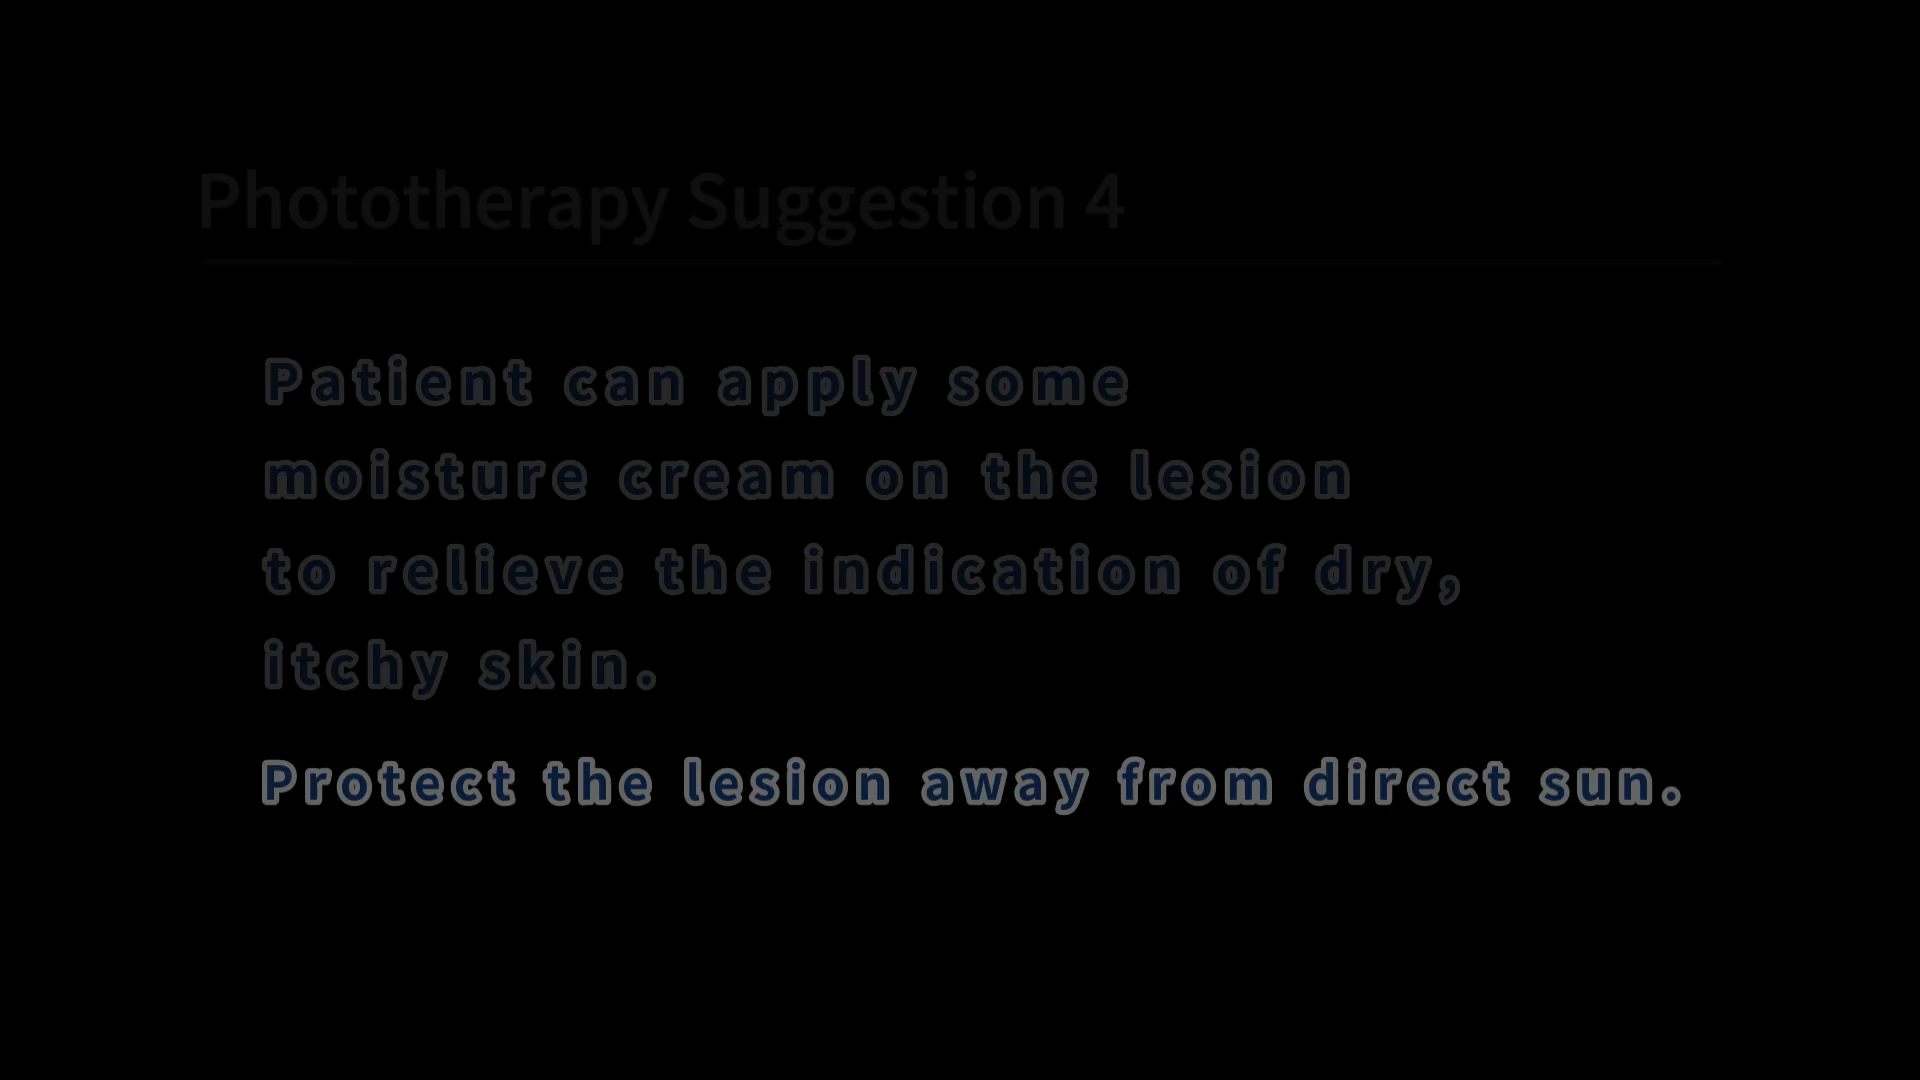 Phototherapy Suggestion 4
Patient can apply some
moisture cream on the lesion
to relieve the indication of dry,
itchy skin.
Protect the lesion away from direct sun.